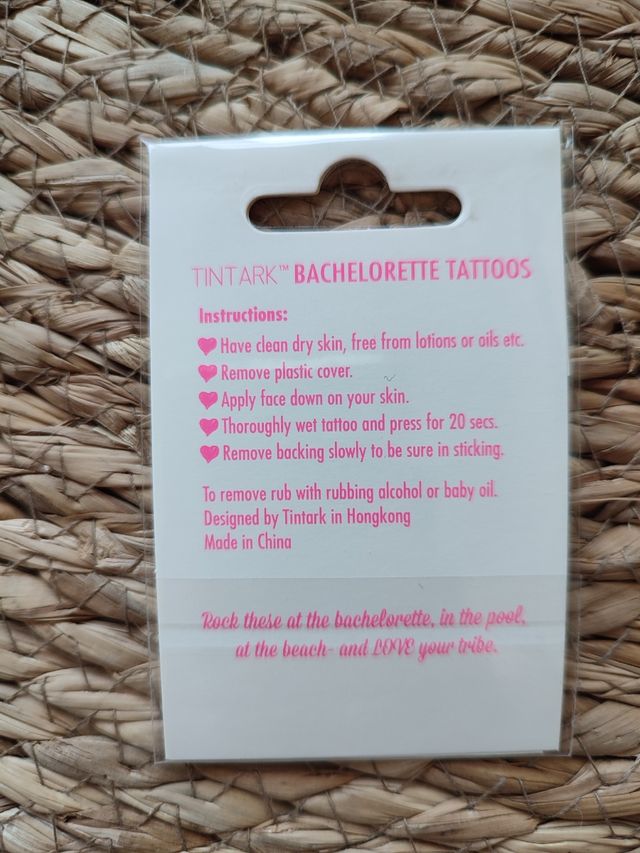 TINTARK™ BACHELORETTE TATTOOS
Instructions:
Have clean dry skin, free from lotions or oils etc.
Remove plastic cover.
Apply face down on your skin.
Thoroughly wet tattoo and press for 20 secs.
Remove backing slowly to be sure in sticking.
To remove rub with rubbing alcohol or baby oil.
Designed by Tintark in Hongkong
Made in China
Rock these at the bachelorette, in the pool,
at the beach- and LOVE your tribe.